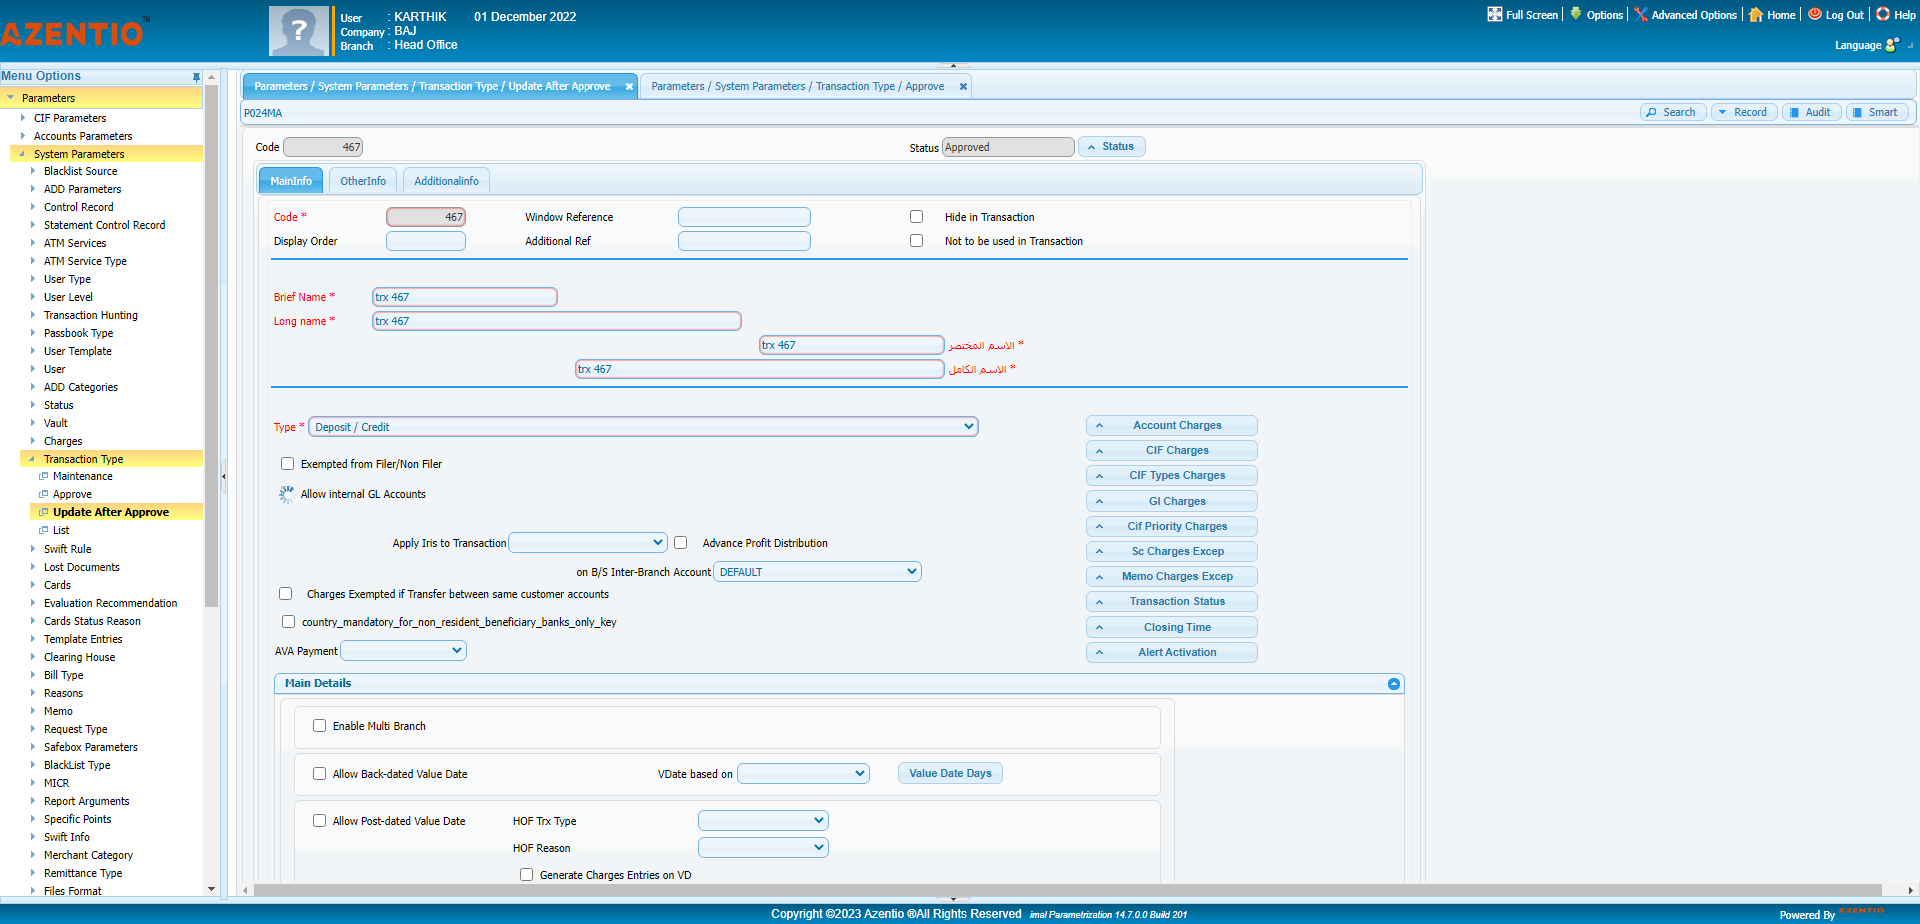 AZENTIO™
User : KARTHIK 01 December 2022
Company : BAJ
Branch : Head Office
Full Screen Options Advanced Options Home Log Out Help
Language
Menu Options
Parameters
CIF Parameters
Accounts Parameters
System Parameters
Blacklist Source
ADD Parameters
Control Record
Statement Control Record
ATM Services
ATM Service Type
User Type
User Level
Transaction Hunting
Passbook Type
User Template
User
ADD Categories
Status
Vault
Charges
Transaction Type
Maintenance
Approve
Update After Approve
List
Swift Rule
Lost Documents
Cards
Evaluation Recommendation
Cards Status Reason
Template Entries
Clearing House
Bill Type
Reasons
Memo
Request Type
Safebox Parameters
BlackList Type
MICR
Report Arguments
Specific Points
Swift Info
Merchant Category
Remittance Type
Files Format
Parameters / System Parameters / Transaction Type / Update After Approve
Parameters / System Parameters / Transaction Type / Approve
P024MA
Search Record Audit Smart
Code 467 Status Approved Status
MainInfo OtherInfo Additionalinfo
Code * 467 Window Reference Hide in Transaction
Display Order Additional Ref Not to be used in Transaction
Brief Name * trx 467
Long name * trx 467
trx 467 الاسم المختصر *
trx 467 الاسم الكامل *
Type * Deposit / Credit
Exempted from Filer/Non Filer
Allow internal GL Accounts
Apply Iris to Transaction Advance Profit Distribution
on B/S Inter-Branch Account DEFAULT
Charges Exempted if Transfer between same customer accounts
country_mandatory_for_non_resident_beneficiary_banks_only_key
AVA Payment
Account Charges
CIF Charges
CIF Types Charges
Gl Charges
Cif Priority Charges
Sc Charges Excep
Memo Charges Excep
Transaction Status
Closing Time
Alert Activation
Main Details
Enable Multi Branch
Allow Back-dated Value Date VDate based on Value Date Days
Allow Post-dated Value Date HOF Trx Type
HOF Reason
Generate Charges Entries on VD
Copyright ©2023 Azentio ®All Rights Reserved imal Parametrization 14.7.0.0 Build 201
Powered By AZENTIO